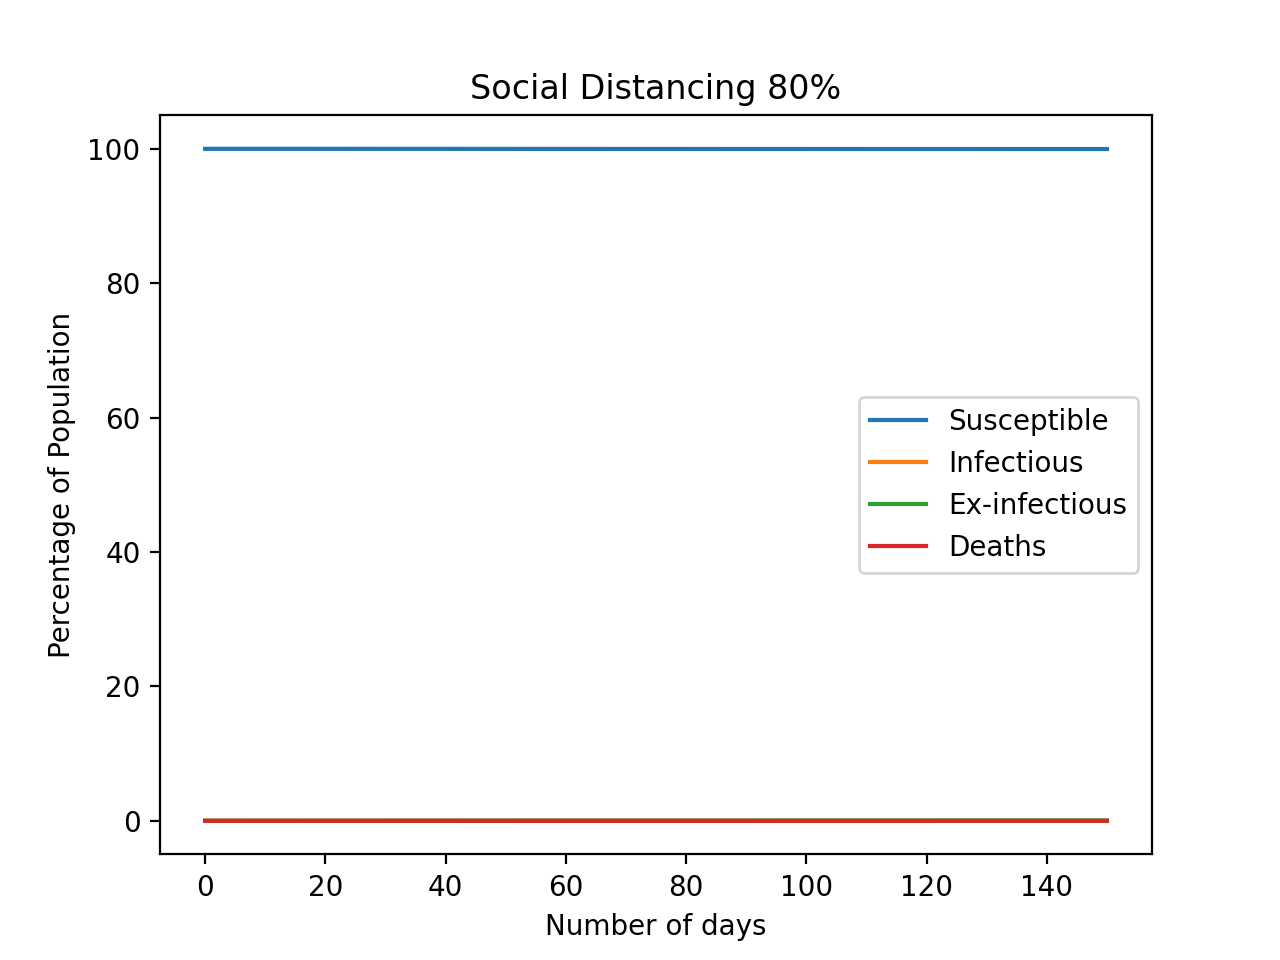 Social Distancing 80%
100
80
60
40
20
0
Percentage of Population
Susceptible
Infectious
Ex-infectious
Deaths
0 20 40 60 80 100 120 140
Number of days